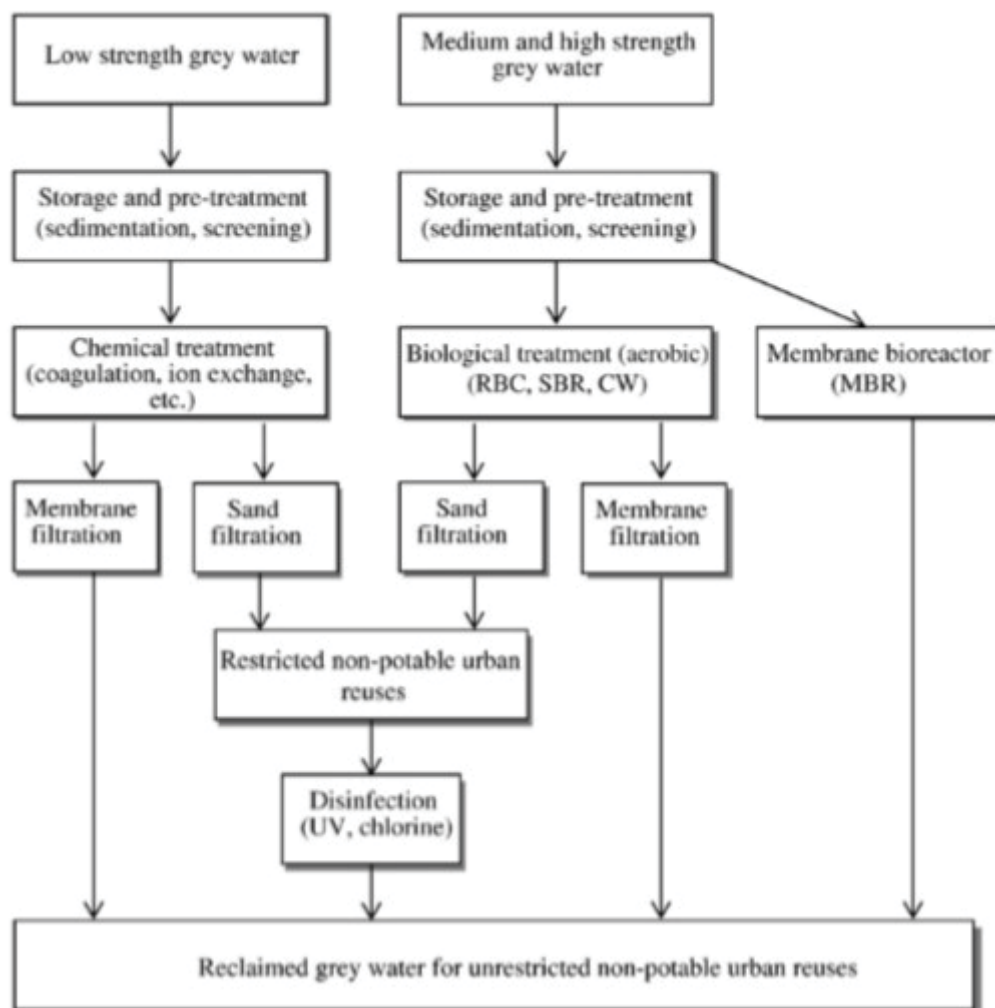 Low strength grey water
Medium and high strength
grey water
Storage and pre-treatment
(sedimentation, screening)
Storage and pre-treatment
(sedimentation, screening)
Chemical treatment
(coagulation, ion exchange,
etc.)
Biological treatment (aerobic)
(RBC, SBR, CW)
Membrane bioreactor
(MBR)
Membrane
filtration
Sand
filtration
Sand
filtration
Membrane
filtration
Restricted non-potable urban
reuses
Disinfection
(UV, chlorine)
Reclaimed grey water for unrestricted non-potable urban reuses